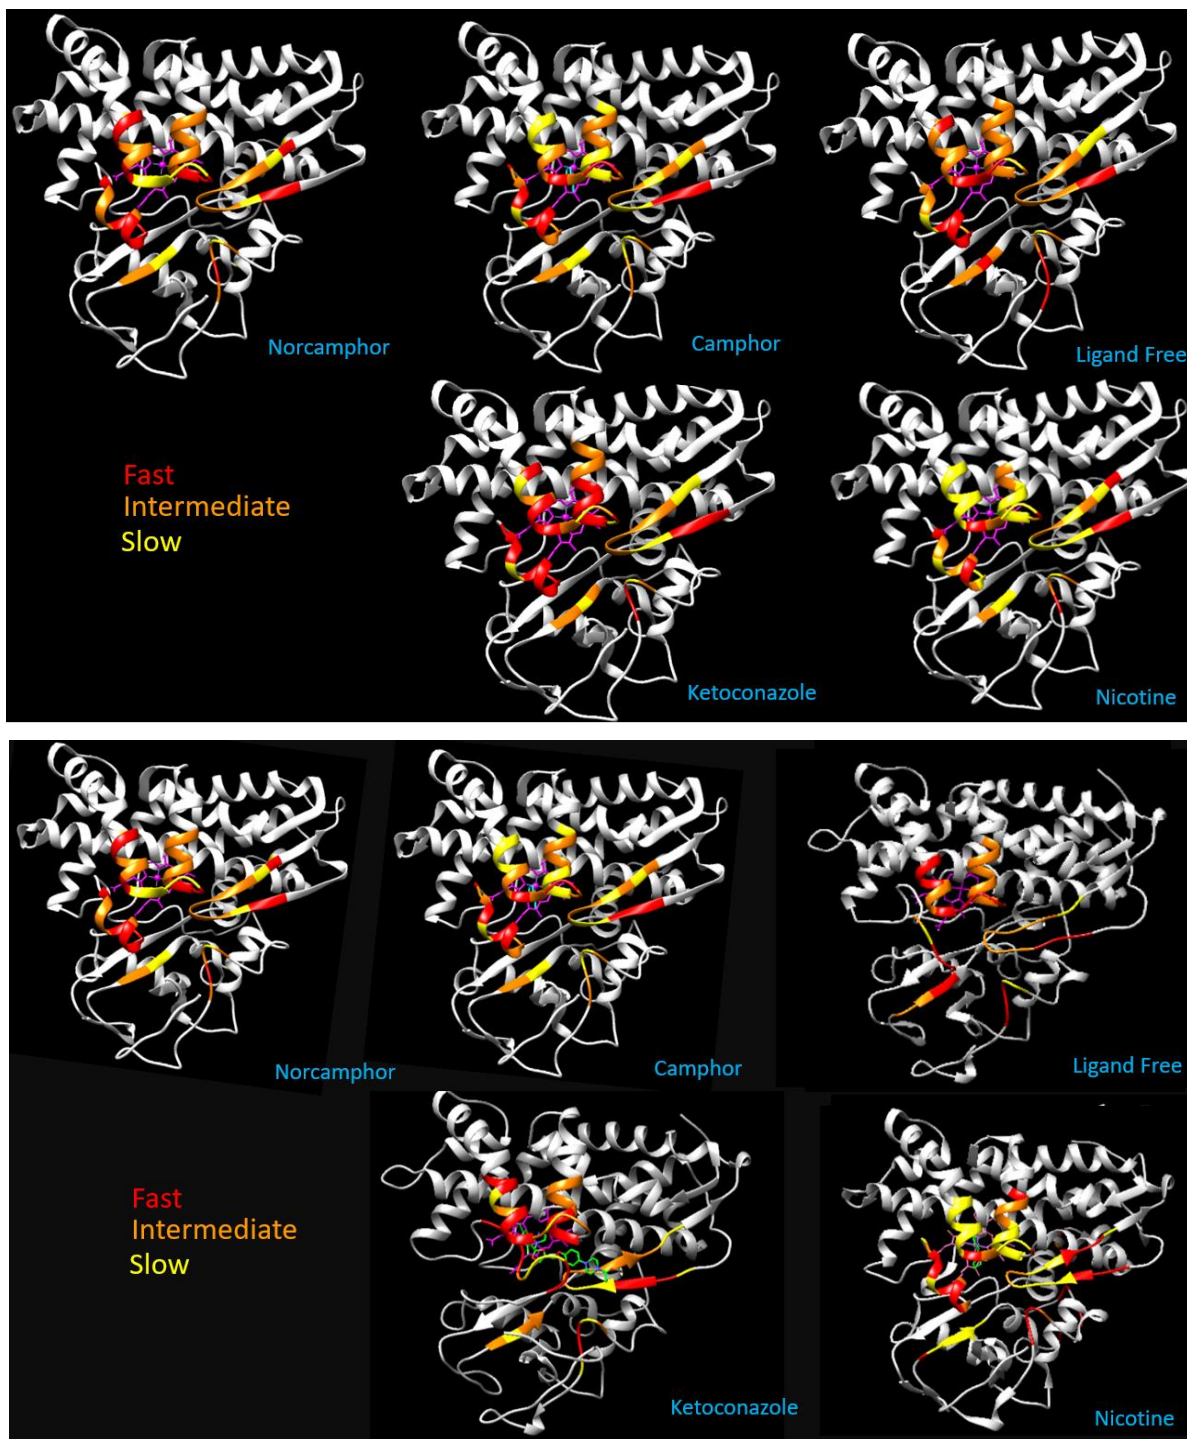 Norcamphor
Camphor
Ligand Free
Fast
Intermediate
Slow
Ketoconazole
Nicotine
Norcamphor
Camphor
Ligand Free
Fast
Intermediate
Slow
Ketoconazole
Nicotine